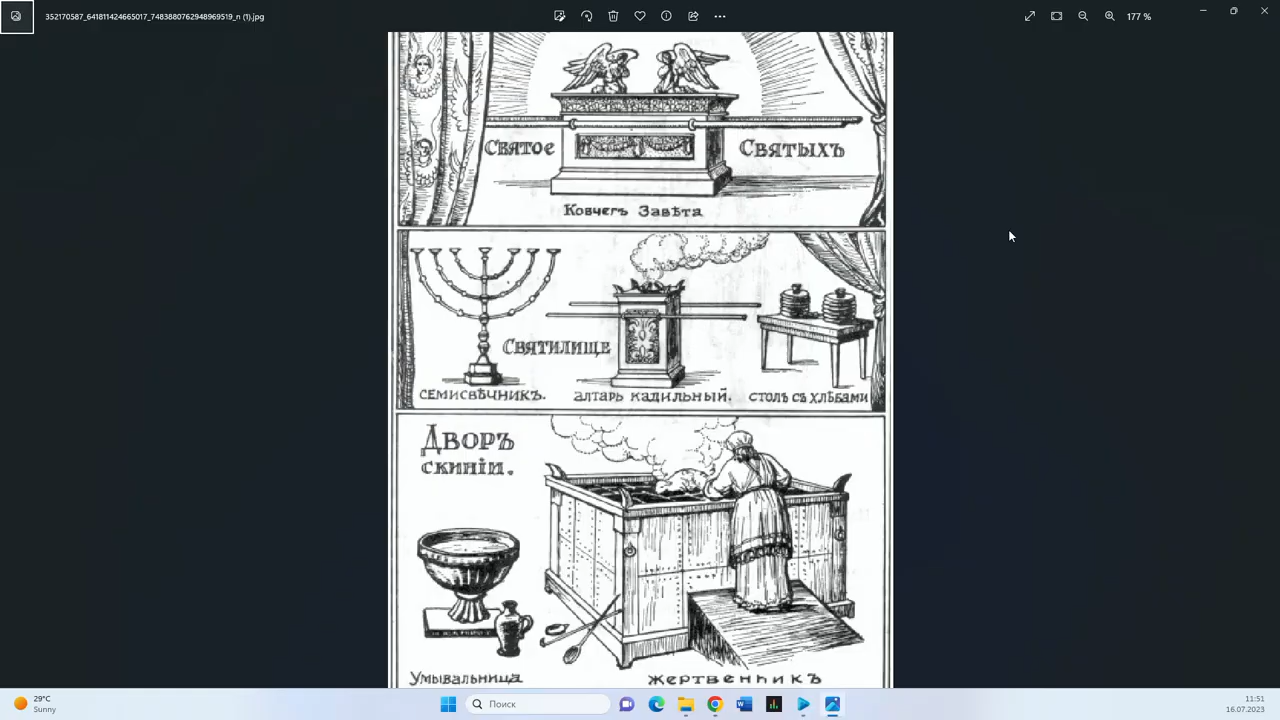 352170587_641811424665017_7483880762948969519_n (1).jpg
177 %
Святое Святыхъ
Ковчегъ Завѣта
Святилище
семисвѣчникъ. алтарь кадильный. столъ съ хлѣбами
Дворъ
скиніи.
Умывальница жертвенникъ
29°C
Sunny
Поиск
11:51
16.07.2023